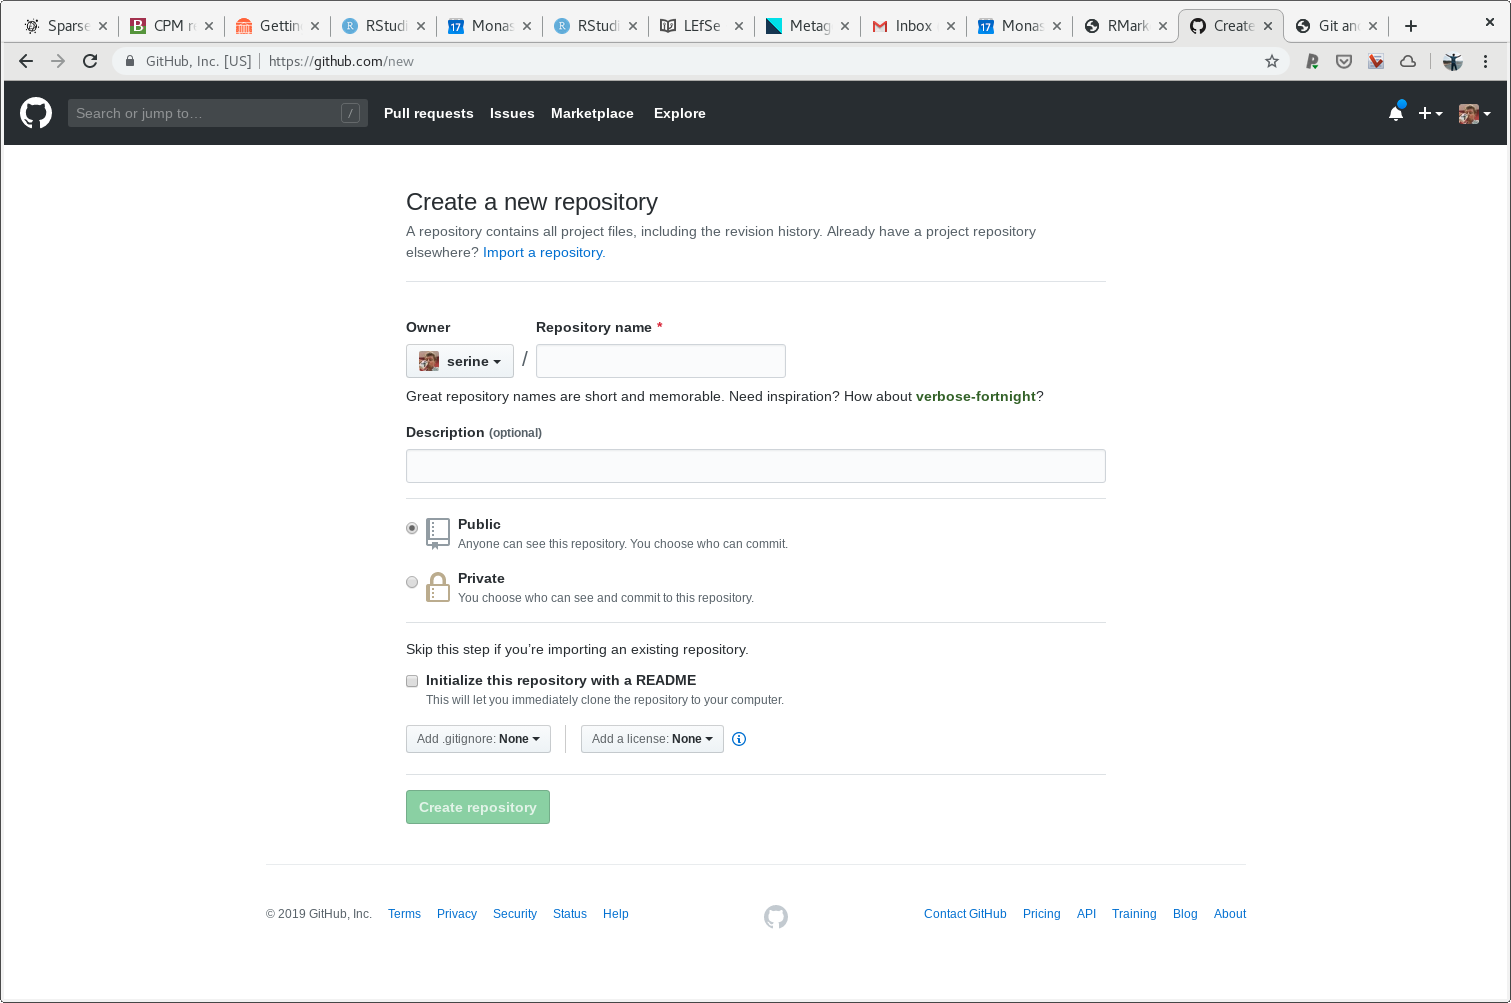 Sparse
CPM re
Getting
RStudi
Monas
RStudi
LEfSe
Metag
Inbox
Monas
RMark
Create
Git and
GitHub, Inc. [US] https://github.com/new
Search or jump to… /
Pull requests Issues Marketplace Explore
Create a new repository
A repository contains all project files, including the revision history. Already have a project repository
elsewhere? Import a repository.
Owner Repository name *
serine /
Great repository names are short and memorable. Need inspiration? How about verbose-fortnight?
Description (optional)
Public
Anyone can see this repository. You choose who can commit.
Private
You choose who can see and commit to this repository.
Skip this step if you’re importing an existing repository.
Initialize this repository with a README
This will let you immediately clone the repository to your computer.
Add .gitignore: None Add a license: None
Create repository
© 2019 GitHub, Inc. Terms Privacy Security Status Help Contact GitHub Pricing API Training Blog About